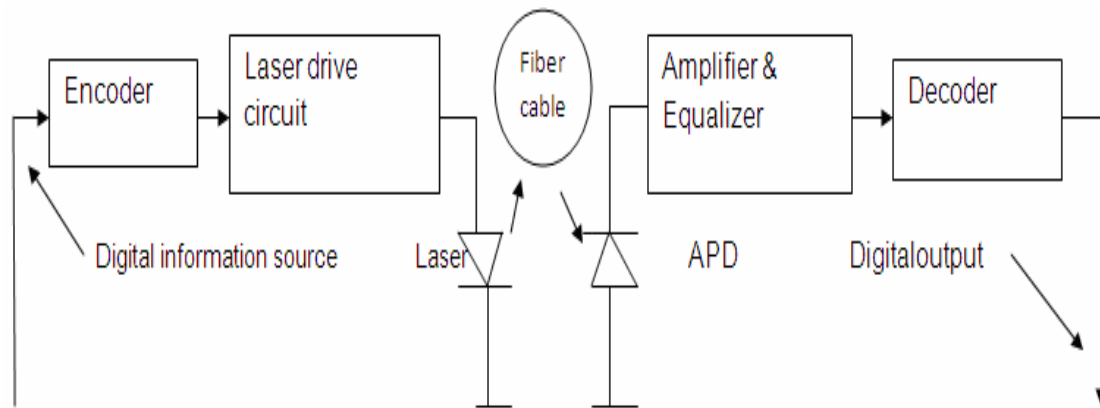 Encoder
Laser drive
circuit
Fiber
cable
Amplifier &
Equalizer
Decoder
Digital information source
Laser
APD
Digitaloutput